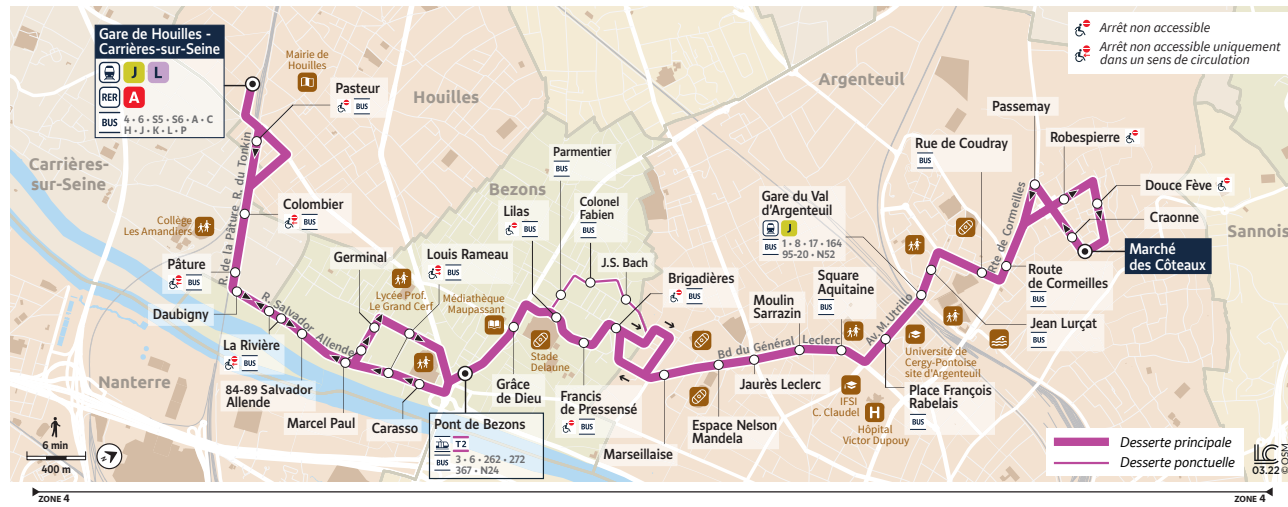 Gare de Houilles -
Carrières-sur-Seine
J L
RER A
BUS 4 • 6 • S5 • S6 • A • C
H • J • K • L • P
Mairie de
Houilles
Pasteur
BUS
Houilles
Argenteuil
Arrêt non accessible
Arrêt non accessible uniquement
dans un sens de circulation
Carrières-
sur-Seine
R. du Tonkin
R. de la Pâture
Collège
Les Amandiers
Colombier
BUS
Pâture
BUS
Daubigny
R. Salvador Allende
La Rivière
BUS
84-89 Salvador
Allende
Nanterre
Germinal
Lycée Prof.
Le Grand Cerf
Louis Rameau
BUS
Médiathèque
Maupassant
Marcel Paul
Carasso
Pont de Bezons
T2
BUS 3 • 6 • 262 • 272
367 • N24
Bezons
Lilas
BUS
Parmentier
BUS
Colonel
Fabien
BUS
J.S. Bach
Brigadières
BUS
Grâce
de Dieu
Stade
Delaune
Francis
de Pressensé
BUS
Marseillaise
Bd du Général Leclerc
Espace Nelson
Mandela
Jaurès Leclerc
Moulin
Sarrazin
Square
Aquitaine
BUS
Gare du Val
d'Argenteuil
J
BUS 1 • 8 • 17 • 164
95-20 • N52
IFSI
C. Claudel
H
Hôpital
Victor Dupouy
Av. M. Utrillo
Université de
Cergy-Pontoise
site d'Argenteuil
Place François
Rabelais
BUS
Rue de Coudray
BUS
Jean Lurçat
BUS
Route
de Cormeilles
BUS
Rte de Cormeilles
Passemay
Robespierre
Douce Fève
Craonne
Marché
des Côteaux
Sannois
6 min
400 m
Desserte principale
Desserte ponctuelle
LC
03.22 ©OSM
ZONE 4
ZONE 4